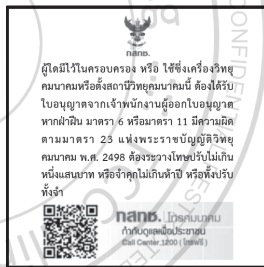 กสทช.
ผู้ใดมีไว้ในครอบครอง หรือ ใช้ซึ่งเครื่องวิทยุ
คมนาคมหรือตั้งสถานีวิทยุคมนาคมนี้ ต้องได้รับ
ใบอนุญาตจากเจ้าพนักงานผู้ออกใบอนุญาต
หากฝ่าฝืน มาตรา 6 หรือมาตรา 11 มีความผิด
ตามมาตรา 23 แห่งพระราชบัญญัติวิทยุ
คมนาคม พ.ศ. 2498 ต้องระวางโทษปรับไม่เกิน
หนึ่งแสนบาท หรือจำคุกไม่เกินห้าปี หรือทั้งปรับ
ทั้งจำ
กสทช. โทรคมนาคม
กำกับดูแลเพื่อประชาชน
Call Center 1200 ( โทรฟรี )
CONFIDEN